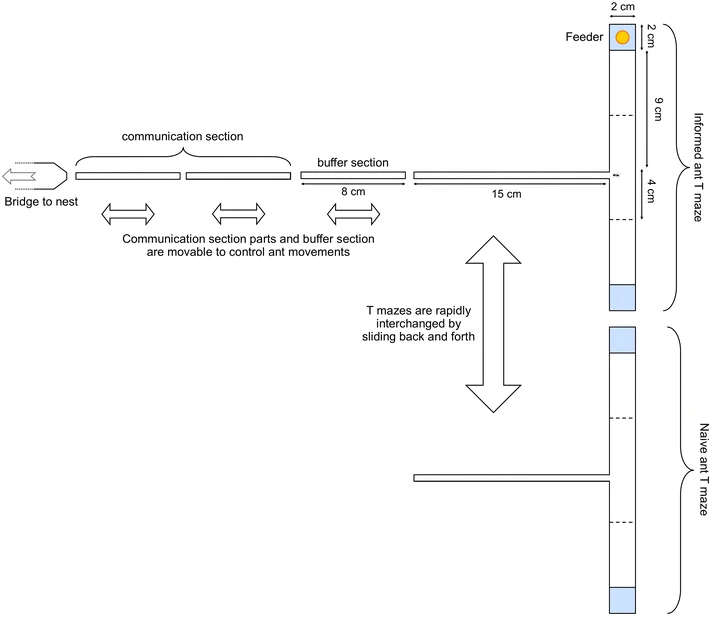 2 cm
Feeder
2 cm
9 cm
Informed ant T maze
communication section
buffer section
Bridge to nest
8 cm
15 cm
4 cm
Communication section parts and buffer section
are movable to control ant movements
T mazes are rapidly
interchanged by
sliding back and forth
Naive ant T maze